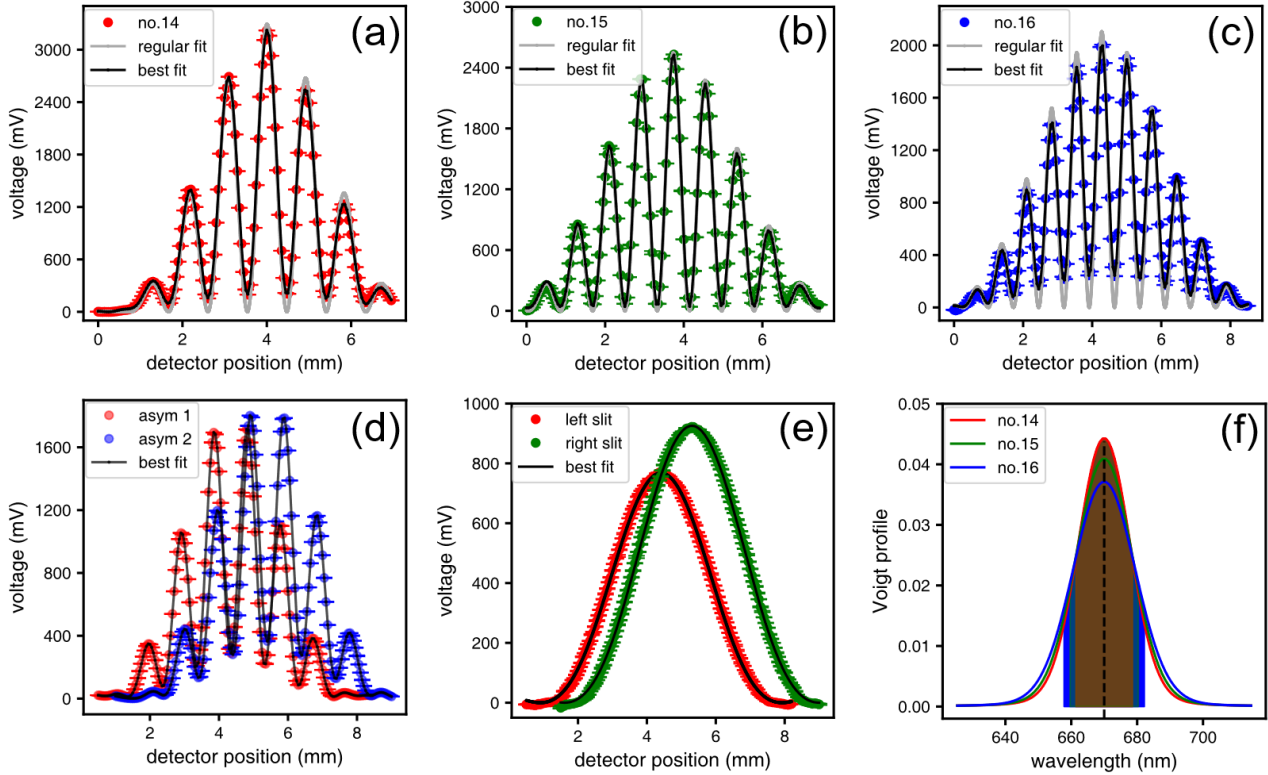 (a)
no.14
regular fit
best fit
voltage (mV)
3000
2400
1800
1200
600
0
0 2 4 6
detector position (mm)
(b)
no.15
regular fit
best fit
voltage (mV)
3000
2400
1800
1200
600
0
0 2 4 6
detector position (mm)
(c)
no.16
regular fit
best fit
voltage (mV)
2000
1600
1200
800
400
0
0 2 4 6 8
detector position (mm)
(d)
asym 1
asym 2
best fit
voltage (mV)
1600
1200
800
400
0
2 4 6 8
detector position (mm)
(e)
left slit
right slit
best fit
voltage (mV)
1000
800
600
400
200
0
2 4 6 8
detector position (mm)
(f)
no.14
no.15
no.16
Voigt profile
0.05
0.04
0.03
0.02
0.01
0.00
640 660 680 700
wavelength (nm)